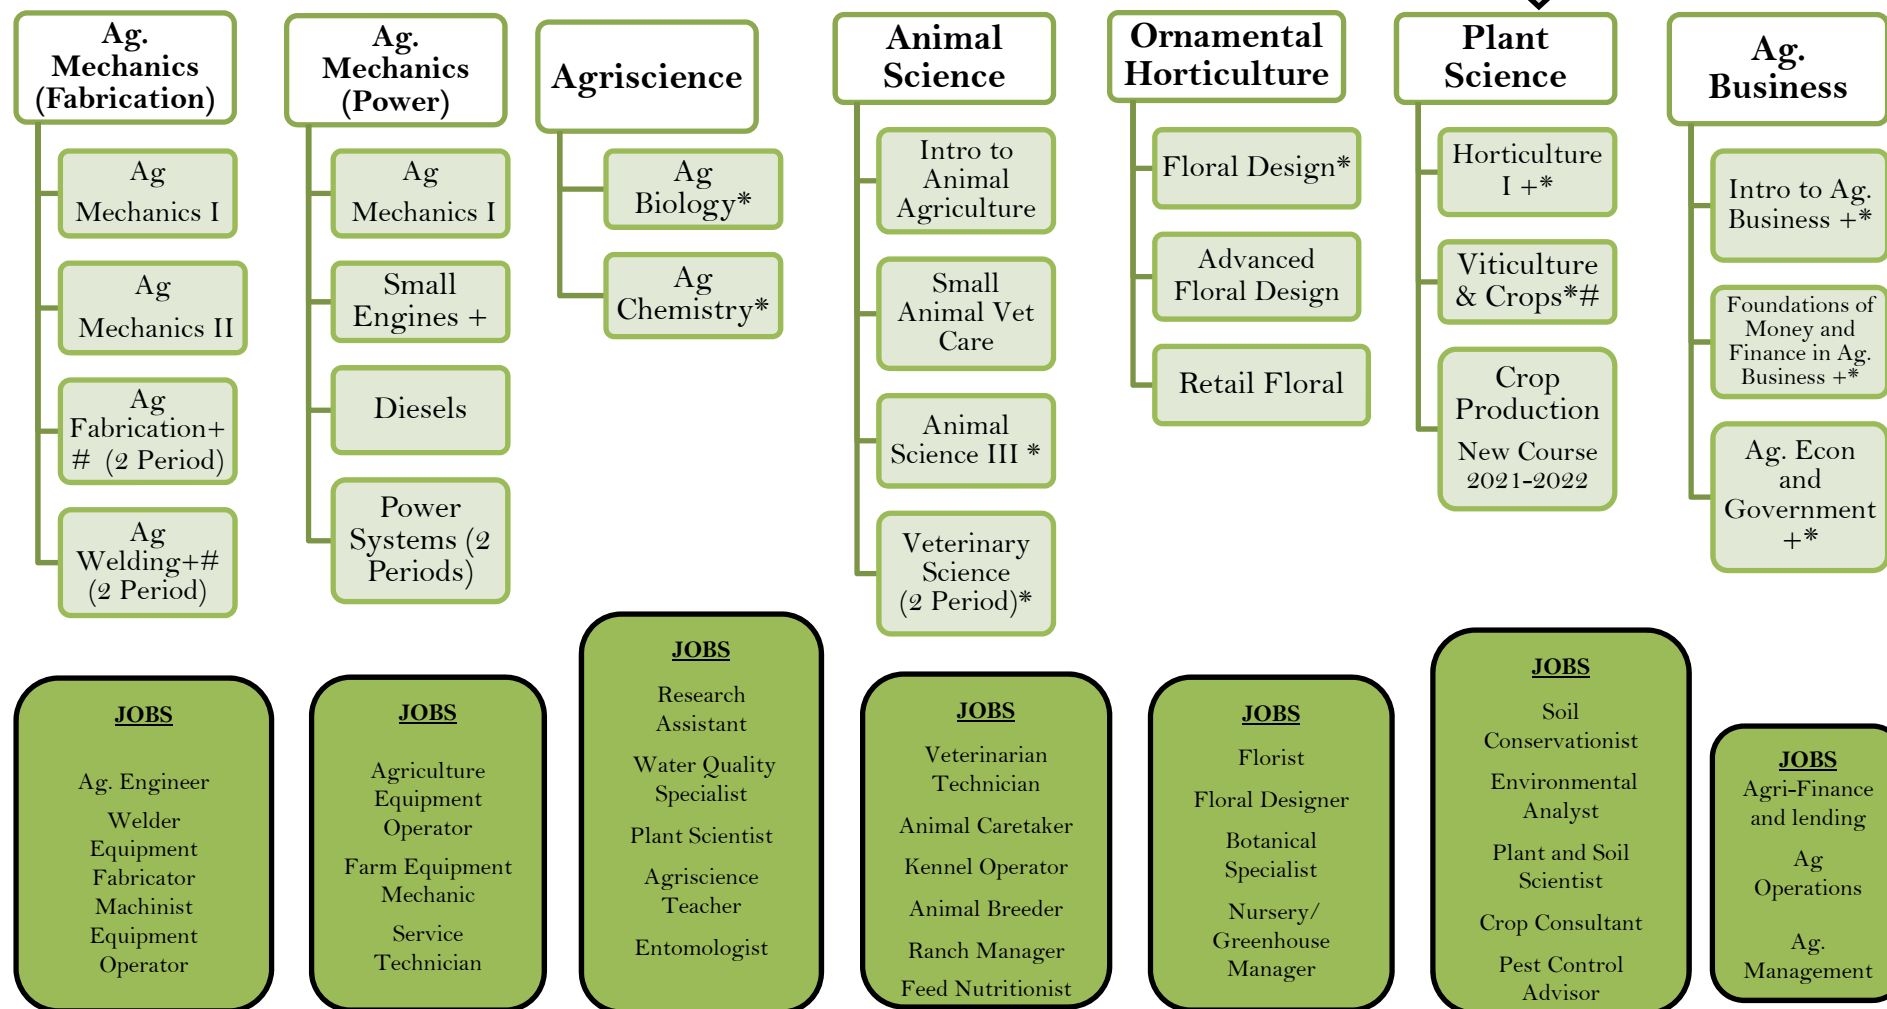 Ag.
Mechanics
(Fabrication)
Ag
Mechanics I
Ag
Mechanics II
Ag
Fabrication+
# (2 Period)
Ag
Welding+#
(2 Period)
Ag.
Mechanics
(Power)
Ag
Mechanics I
Small
Engines +
Diesels
Power
Systems (2
Periods)
Agriscience
Ag
Biology*
Ag
Chemistry*
Animal
Science
Intro to
Animal
Agriculture
Small
Animal Vet
Care
Animal
Science III *
Veterinary
Science
(2 Period)*
Ornamental
Horticulture
Floral Design*
Advanced
Floral Design
Retail Floral
Plant
Science
Horticulture
I +*
Viticulture
& Crops*#
Crop
Production
New Course
2021-2022
Ag.
Business
Intro to Ag.
Business +*
Foundations of
Money and
Finance in Ag.
Business +*
Ag. Econ
and
Government
+*
JOBS
Ag. Engineer
Welder
Equipment
Fabricator
Machinist
Equipment
Operator
JOBS
Agriculture
Equipment
Operator
Farm Equipment
Mechanic
Service
Technician
JOBS
Research
Assistant
Water Quality
Specialist
Plant Scientist
Agriscience
Teacher
Entomologist
JOBS
Veterinarian
Technician
Animal Caretaker
Kennel Operator
Animal Breeder
Ranch Manager
Feed Nutritionist
JOBS
Florist
Floral Designer
Botanical
Specialist
Nursery/
Greenhouse
Manager
JOBS
Soil
Conservationist
Environmental
Analyst
Plant and Soil
Scientist
Crop Consultant
Pest Control
Advisor
JOBS
Agri-Finance
and lending
Ag
Operations
Ag.
Management